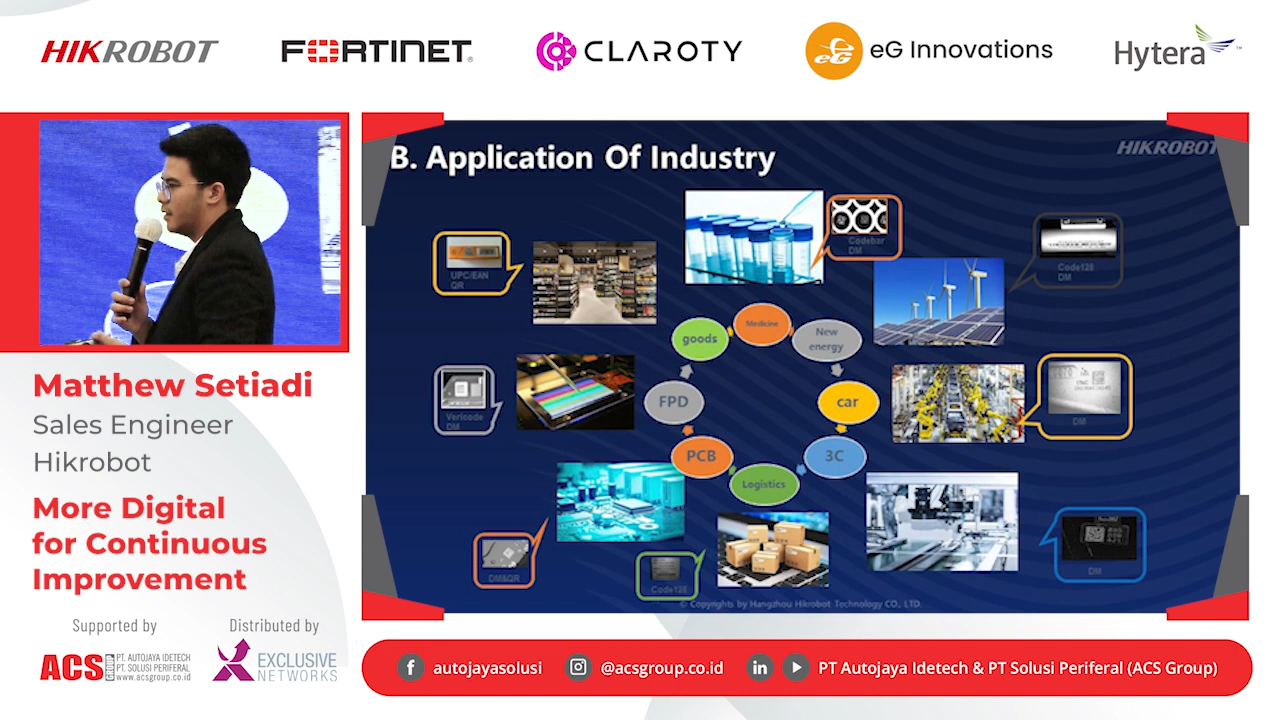 HIKROBOT
FORTINET
CLAROTY
eG Innovations
Hytera
Matthew Setiadi
Sales Engineer
Hikrobot
More Digital
for Continuous
Improvement
Supported by
ACS
PT. AUTOJAYA IDETECH
PT. SOLUSI PERIFERAL
www.acsgroup.co.id
Distributed by
EXCLUSIVE
NETWORKS
B. Application Of Industry
HIKROBOT
UPC/EAN
QR
Codebar
DM
Code128
DM
Medicine
goods
New
energy
Vericode
DM
FPD
car
DM
PCB
3C
Logistics
DM&QR
Code128
DM
© Copyrights by Hangzhou Hikrobot Technology CO., LTD.
autojayasolusi
@acsgroup.co.id
PT Autojaya Idetech & PT Solusi Periferal (ACS Group)